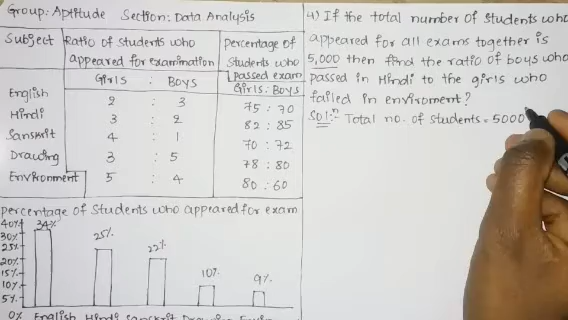 Group: Aptitude Section: Data Analysis
Subject Ratio of students who appeared for examination Percentage of Students who passed exam
Girls : Boys Girls : Boys
English 2 : 3 75 : 70
Hindi 3 : 2 82 : 85
Sanskrit 4 : 1 70 : 72
Drawing 3 : 5 78 : 80
Environment 5 : 4 80 : 60
percentage of students who appeared for exam
40%
30%
25%
20%
15%
10%
5%
0%
34% 25% 22% 10% 9%
English Hindi Sanskrit Drawing
4) If the total number of students who
appeared for all exams together is
5,000 then find the ratio of boys who
passed in Hindi to the girls who
failed in enviroment?
Sol:-n Total no. of students = 5000